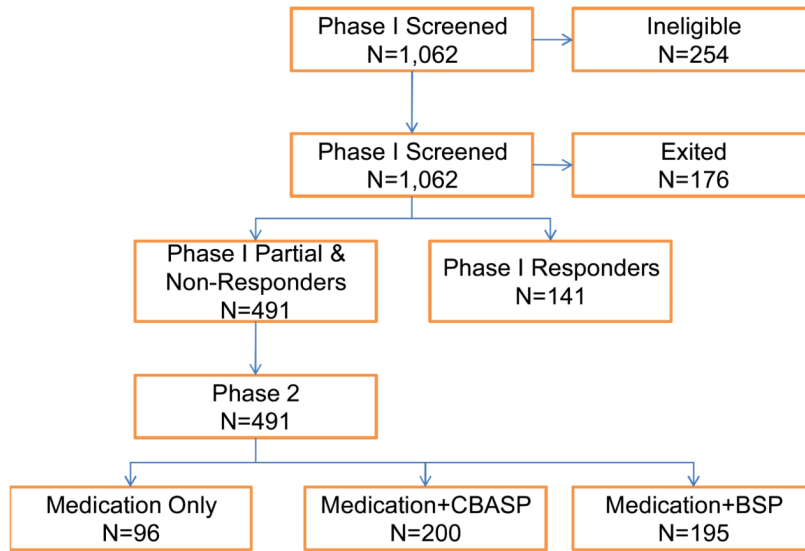 Phase I Screened
N=1,062
Ineligible
N=254
Phase I Screened
N=1,062
Exited
N=176
Phase I Partial &
Non-Responders
N=491
Phase I Responders
N=141
Phase 2
N=491
Medication Only
N=96
Medication+CBASP
N=200
Medication+BSP
N=195